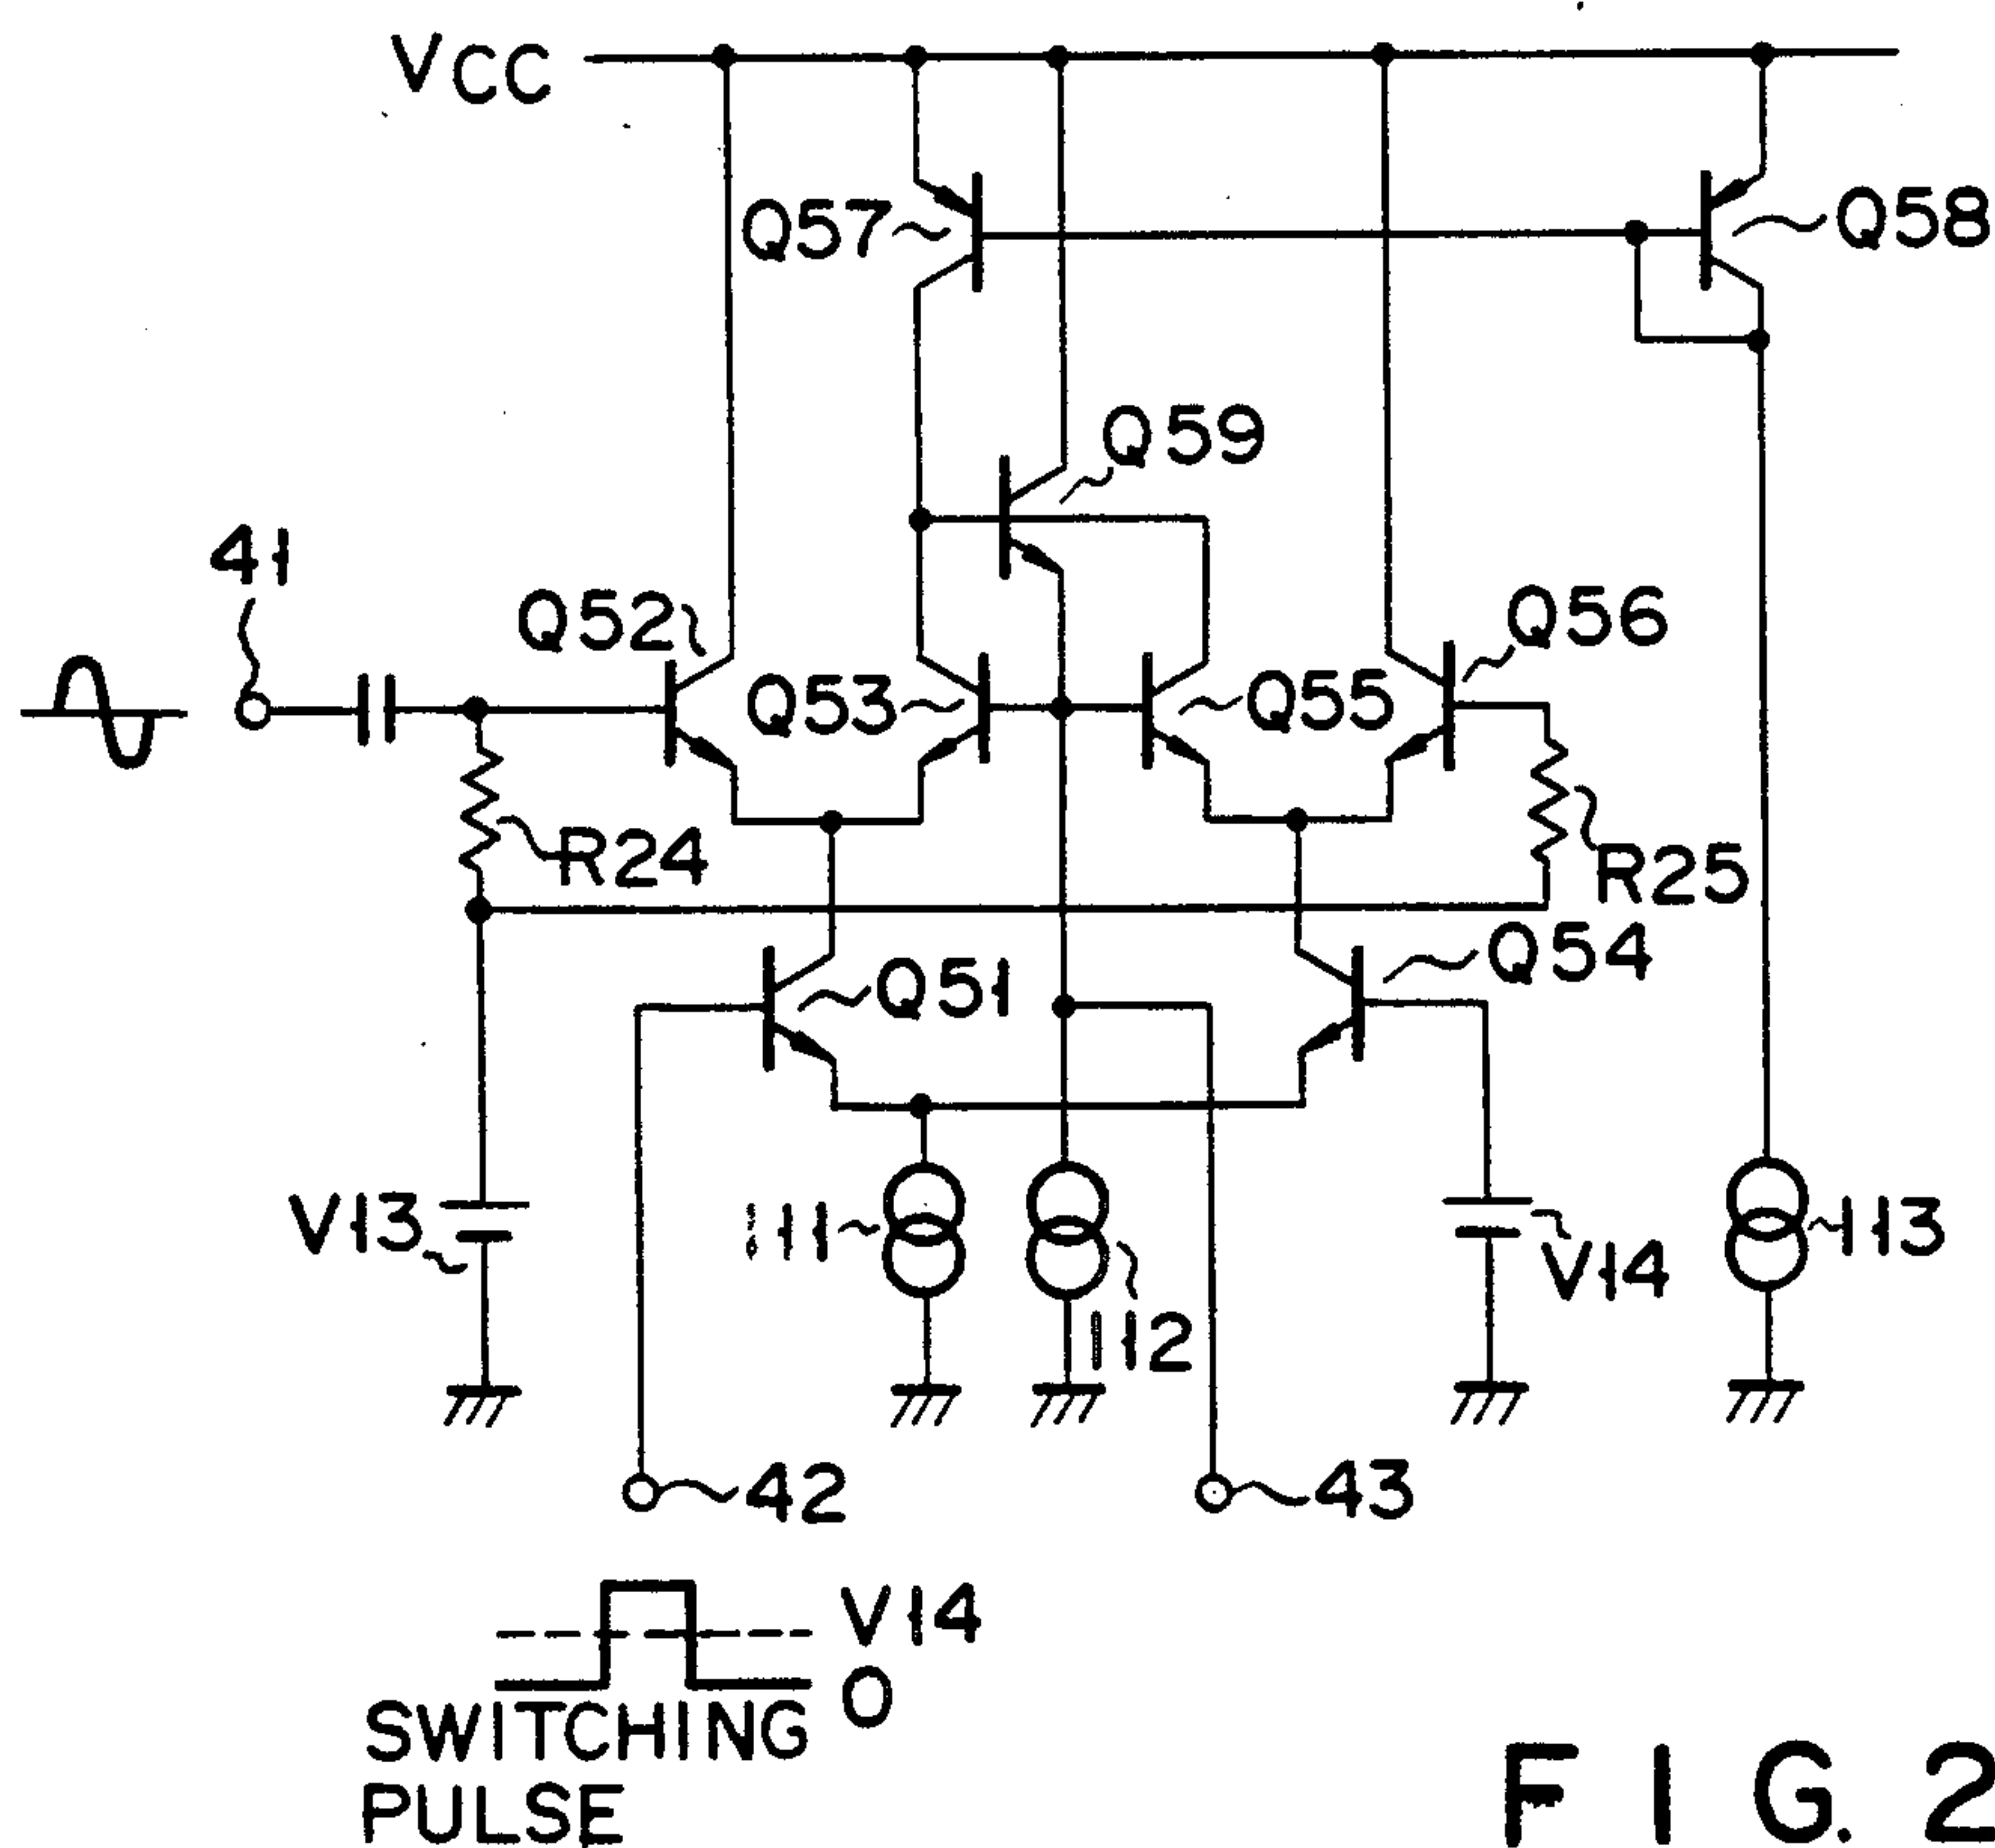 VCC
Q57
Q58
Q59
41
Q52
Q56
Q53
Q55
R24
R25
Q51
Q54
V13
I11
I12
V14
I13
42
43
V14
0
SWITCHING
PULSE
FIG. 2